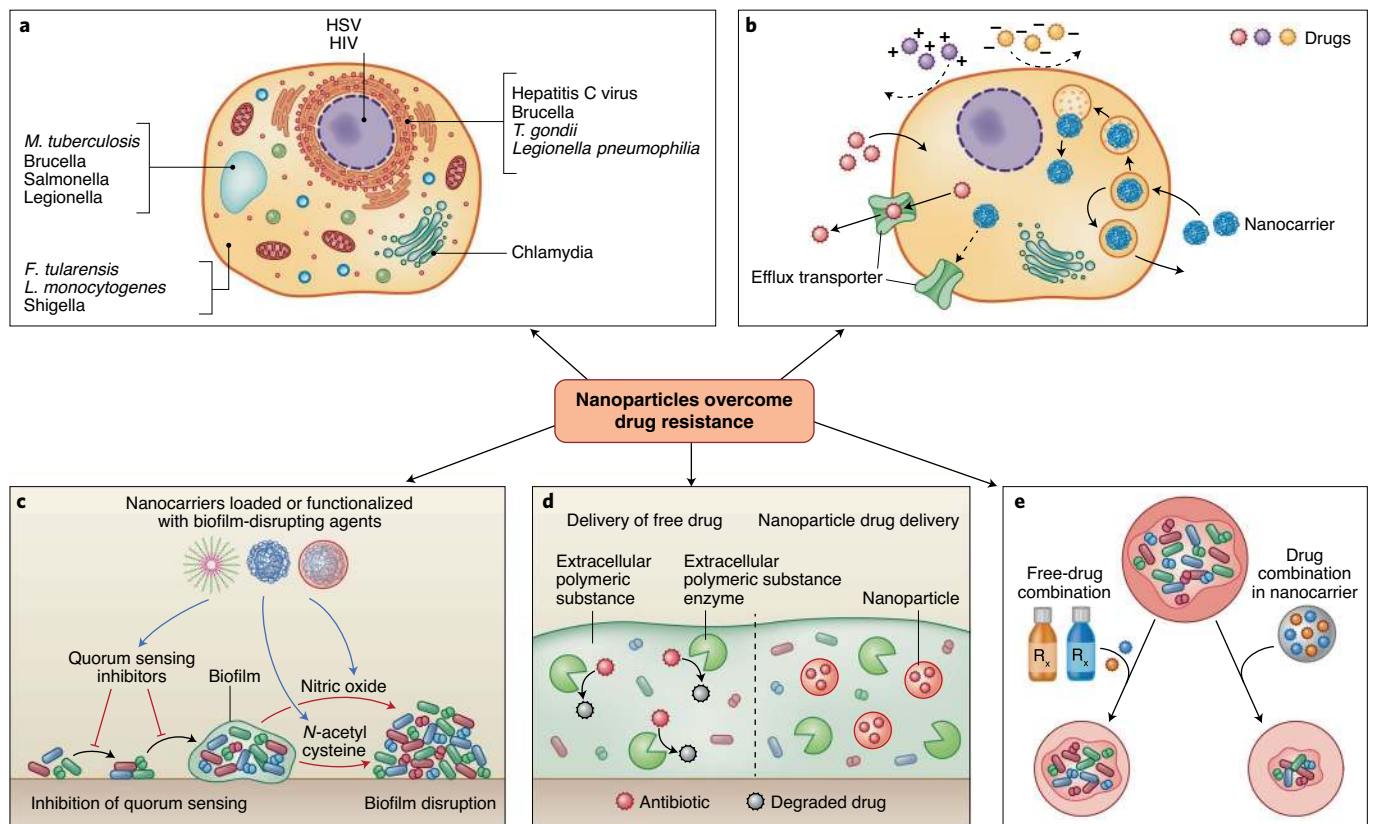 a
HSV
HIV
Hepatitis C virus
Brucella
T. gondii
Legionella pneumophilia
M. tuberculosis
Brucella
Salmonella
Legionella
Chlamydia
F. tularensis
L. monocytogenes
Shigella
b
Drugs
+ + + + +
– – – – –
Nanocarrier
Efflux transporter
Nanoparticles overcome
drug resistance
c
Nanocarriers loaded or functionalized
with biofilm-disrupting agents
Quorum sensing
inhibitors
Biofilm
Nitric oxide
N-acetyl
cysteine
Inhibition of quorum sensing
Biofilm disruption
d
Delivery of free drug
Nanoparticle drug delivery
Extracellular
polymeric
substance
Extracellular
polymeric substance
enzyme
Nanoparticle
Antibiotic
Degraded drug
e
Free-drug
combination
Rx
Rx
Drug
combination
in nanocarrier